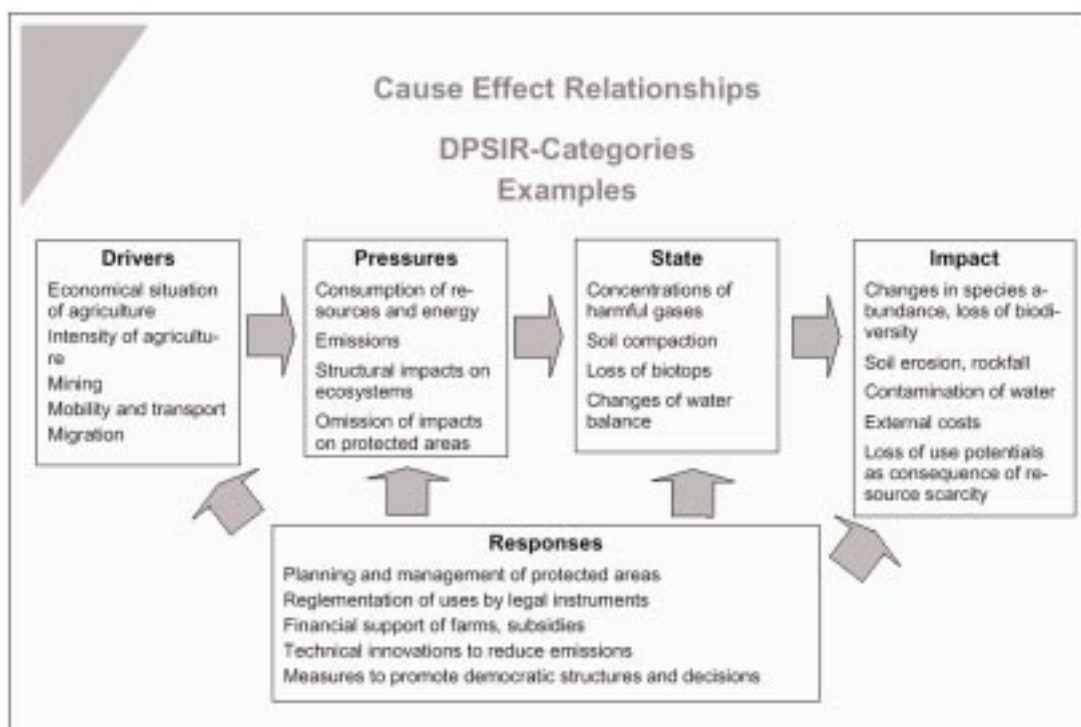 Cause Effect Relationships
DPSIR-Categories
Examples
Drivers
Economical situation
of agriculture
Intensity of agricultu-
re
Mining
Mobility and transport
Migration
Pressures
Consumption of re-
sources and energy
Emissions
Structural impacts on
ecosystems
Omission of impacts
on protected areas
State
Concentrations of
harmful gases
Soil compaction
Loss of biotops
Changes of water
balance
Impact
Changes in species a-
bundance, loss of biodi-
versity
Soil erosion, rockfall
Contamination of water
External costs
Loss of use potentials
as consequence of re-
source scarcity
Responses
Planning and management of protected areas
Reglementation of uses by legal instruments
Financial support of farms, subsidies
Technical innovations to reduce emissions
Measures to promote democratic structures and decisions